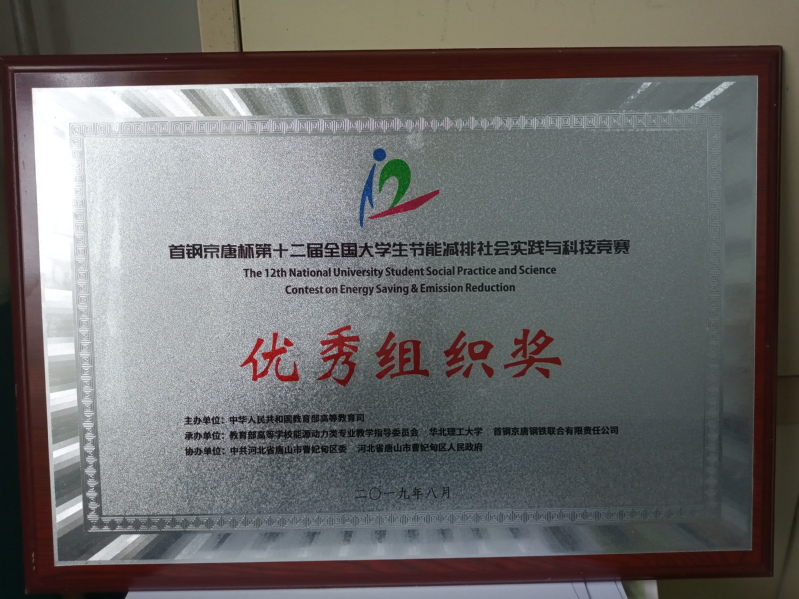 首钢京唐杯第十二届全国大学生节能减排社会实践与科技竞赛
The 12th National University Student Social Practice and Science
Contest on Energy Saving & Emission Reduction
优秀组织奖
主办单位：中华人民共和国教育部高等教育司
承办单位：教育部高等学校能源动力类专业教学指导委员会 华北理工大学 首钢京唐钢铁联合有限责任公司
协办单位：中共河北省唐山市曹妃甸区委 河北省唐山市曹妃甸区人民政府
二〇一九年八月